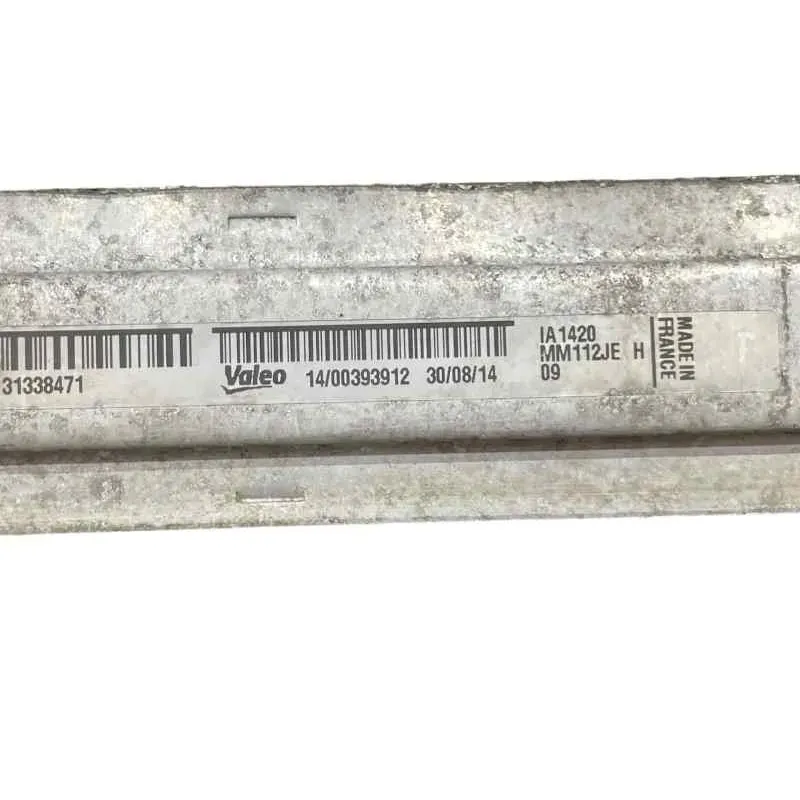 31338471
Valeo 14/00393912 30/08/14
IA1420
MM112JE H
09
MADE IN
FRANCE